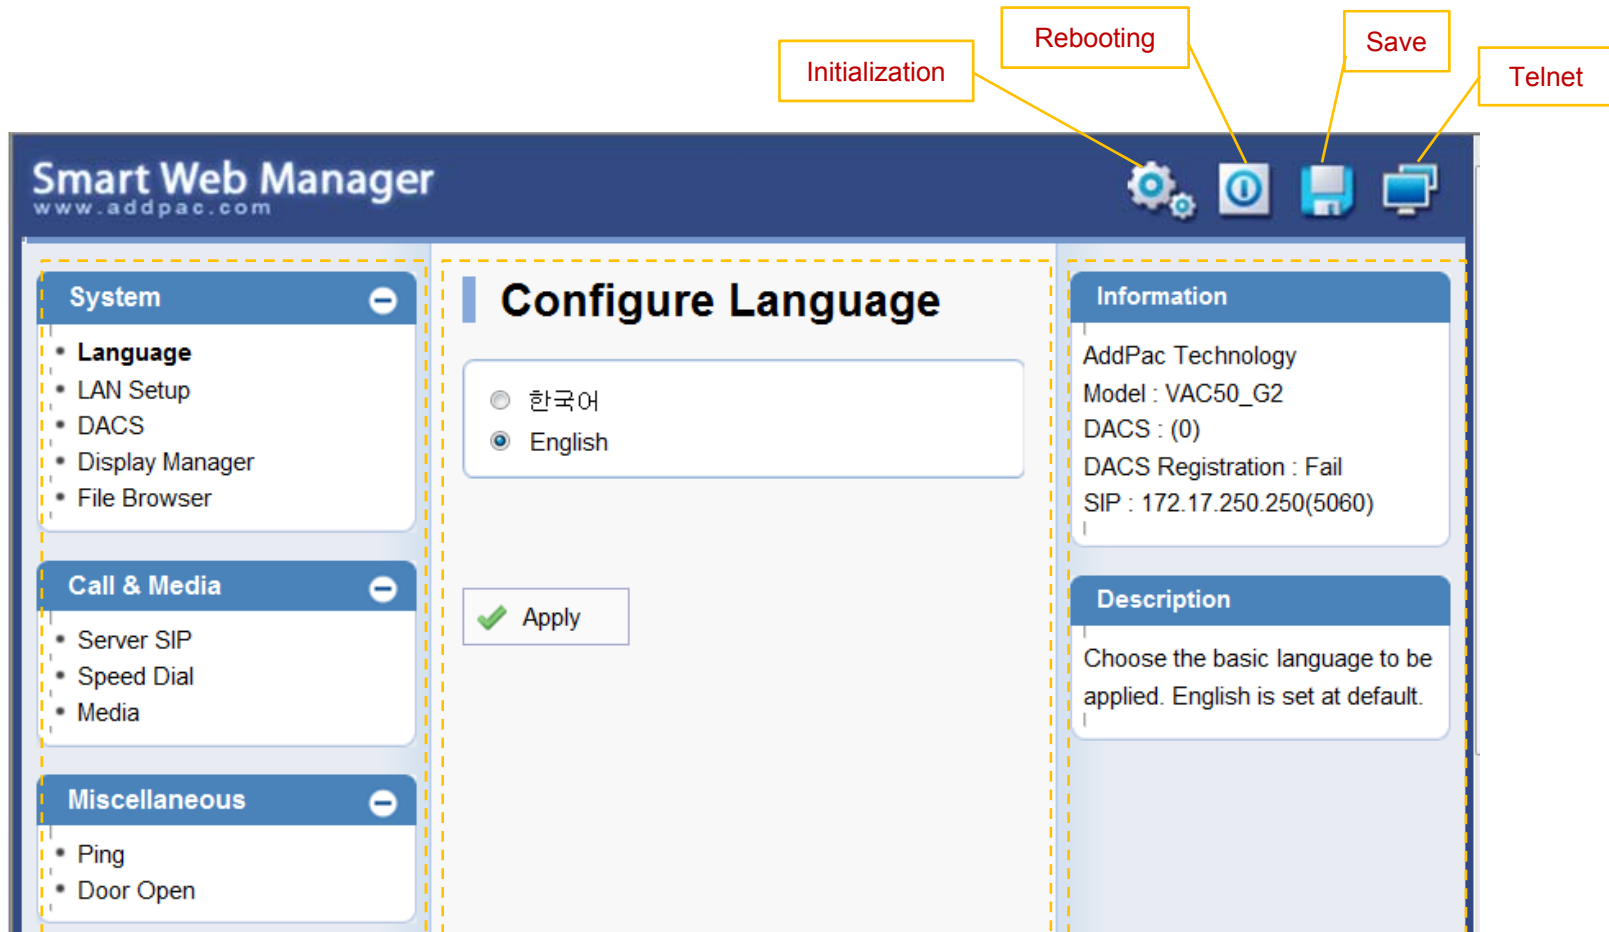 Initialization
Rebooting
Save
Telnet
Smart Web Manager
www.addpac.com
System
Language
LAN Setup
DACS
Display Manager
File Browser
Call & Media
Server SIP
Speed Dial
Media
Miscellaneous
Ping
Door Open
Configure Language
한국어
English
Apply
Information
AddPac Technology
Model : VAC50_G2
DACS : (0)
DACS Registration : Fail
SIP : 172.17.250.250(5060)
Description
Choose the basic language to be
applied. English is set at default.